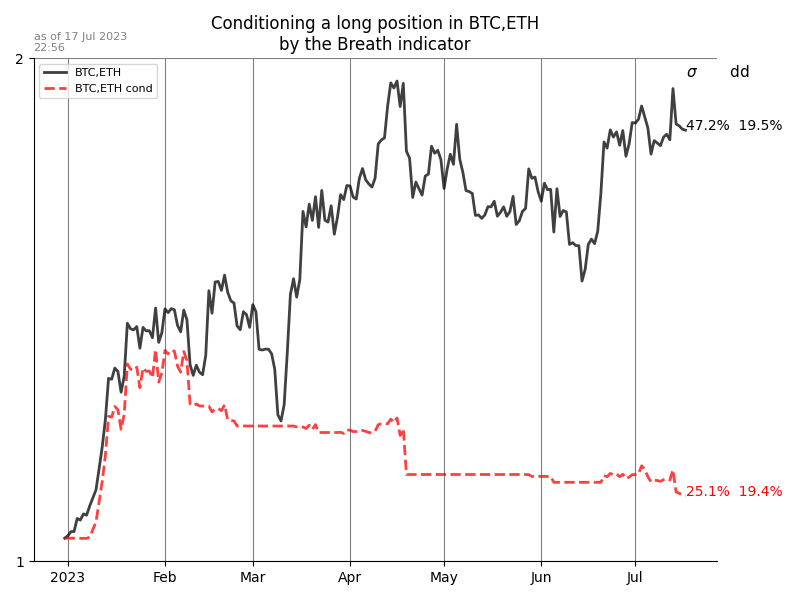 Conditioning a long position in BTC,ETH
by the Breath indicator
as of 17 Jul 2023
22:56
2
BTC,ETH
BTC,ETH cond
σ dd
47.2% 19.5%
25.1% 19.4%
1
2023 Feb Mar Apr May Jun Jul